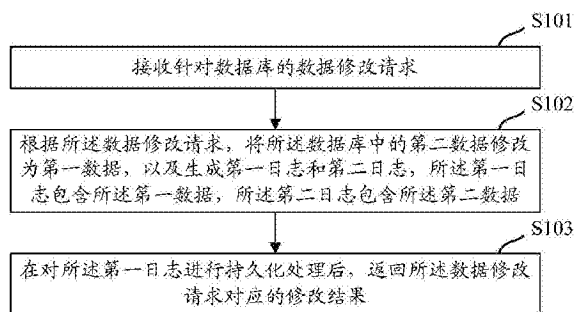 S101
接收针对数据库的数据修改请求
S102
根据所述数据修改请求，将所述数据库中的第二数据修改
为第一数据，以及生成第一日志和第二日志，所述第一日
志包含所述第一数据，所述第二日志包含所述第二数据
S103
在对所述第一日志进行持久化处理后，返回所述数据修改
请求对应的修改结果